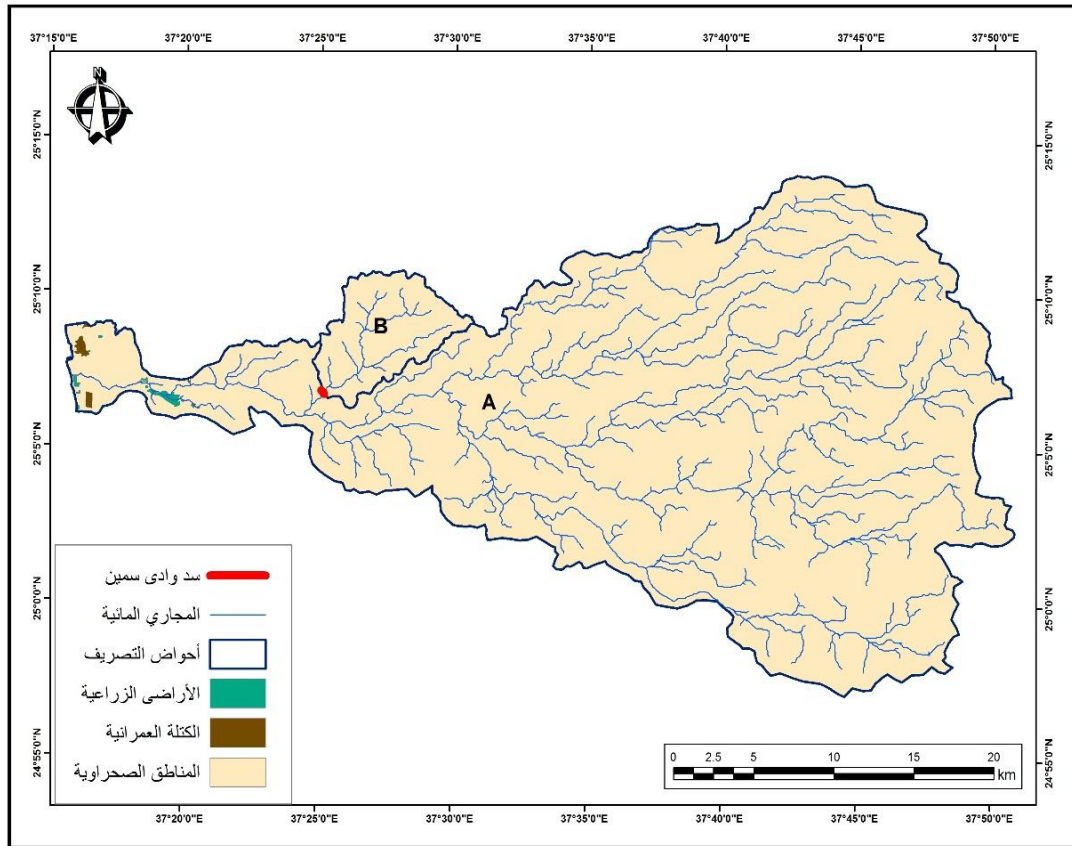 37°15'0"E 37°20'0"E 37°25'0"E 37°30'0"E 37°35'0"E 37°40'0"E 37°45'0"E 37°50'0"E
N
25°15'0"N 25°15'0"N
25°10'0"N 25°10'0"N
B
A
25°5'0"N 25°5'0"N
سد وادى سمين
المجاري المائية
25°0'0"N 25°0'0"N
أحواض التصريف
الأراضى الزراعية
الكتلة العمرانية
المناطق الصحراوية
24°55'0"N 24°55'0"N
0 2.5 5 10 15 20
km
37°20'0"E 37°25'0"E 37°30'0"E 37°35'0"E 37°40'0"E 37°45'0"E 37°50'0"E